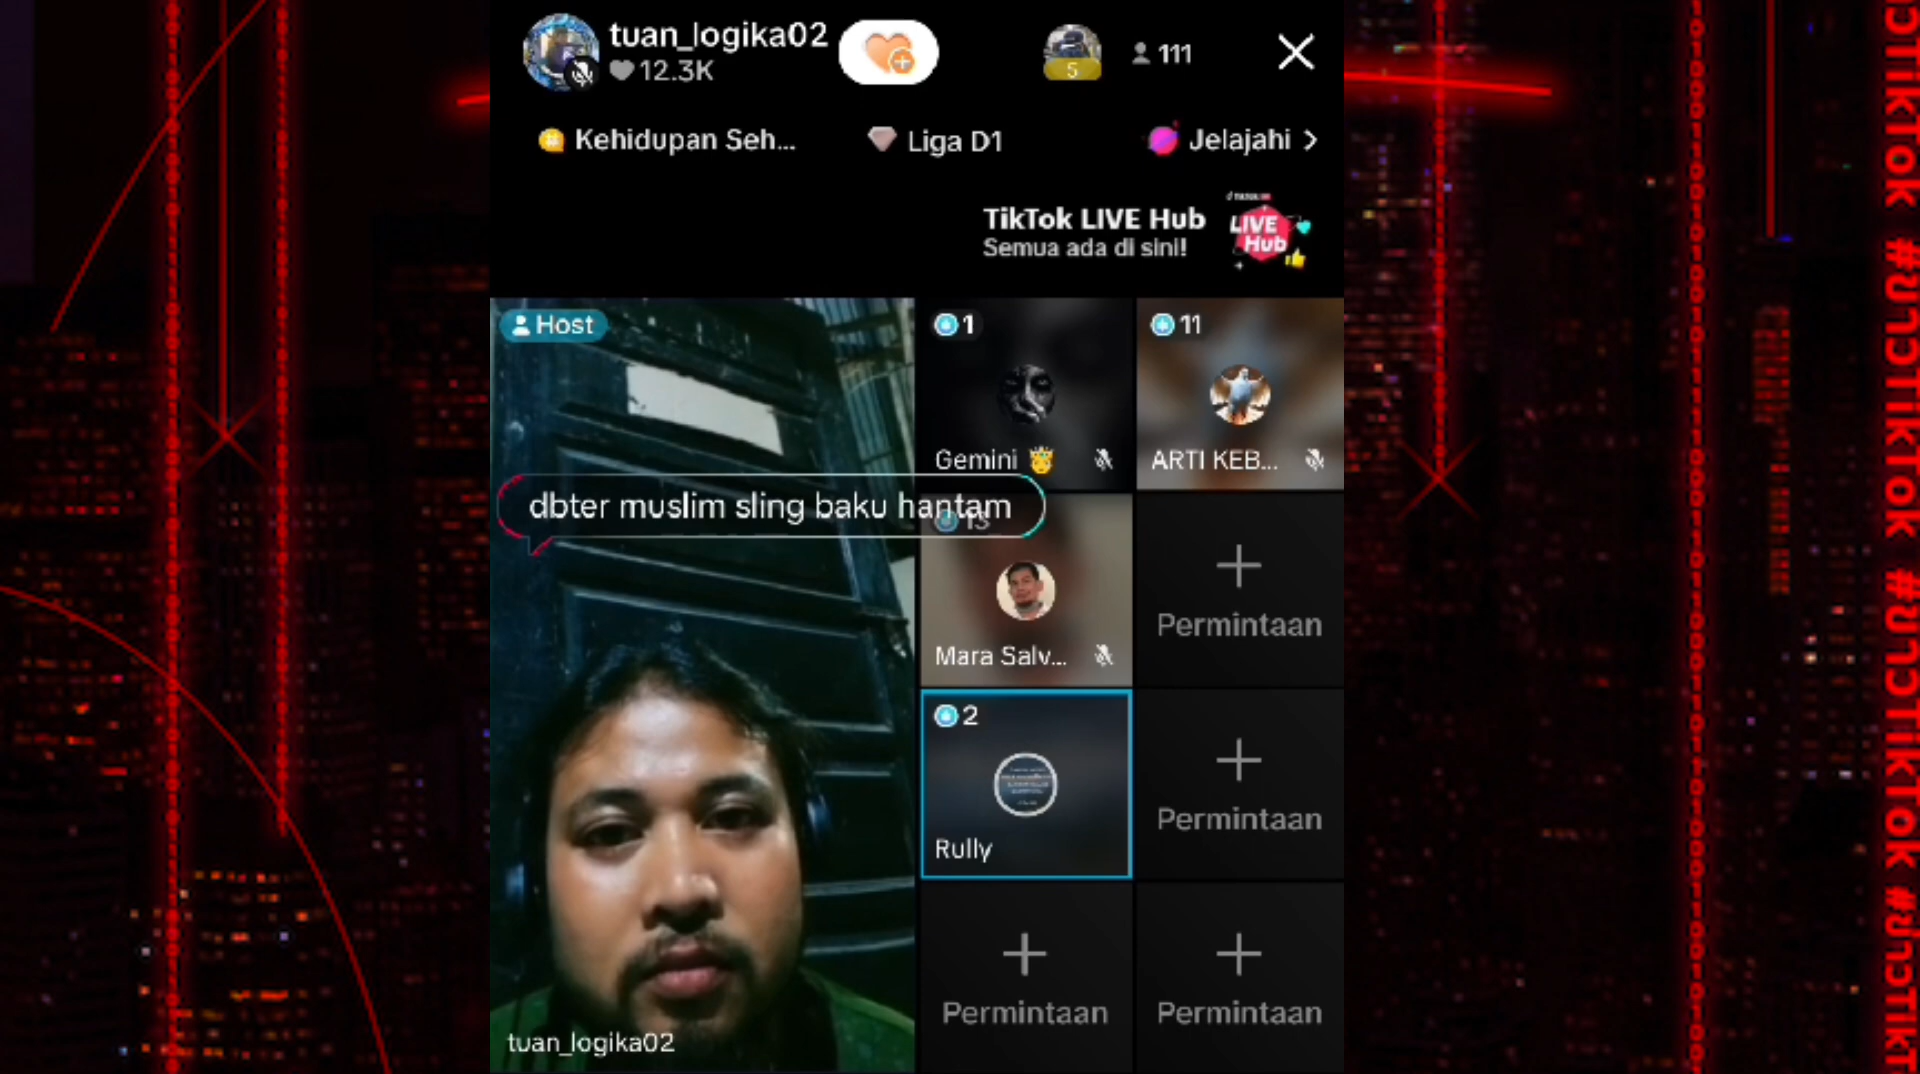 tuan_logika02
12.3K
5
111
Kehidupan Seh...
Liga D1
Jelajahi >
TikTok LIVE Hub
Semua ada di sini!
LIVE
Hub
Host
1
11
Gemini
ARTI KEB...
dbter muslim sling baku hantam
13
Permintaan
Mara Salv...
2
Permintaan
Rully
Permintaan
Permintaan
tuan_logika02